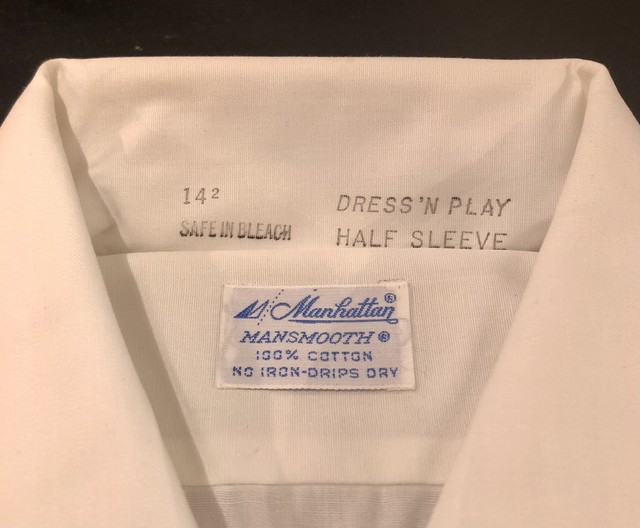 14² DRESS'N PLAY
SAFE IN BLEACH HALF SLEEVE
Manhattan®
MANSMOOTH®
100% COTTON
NO IRON-DRIPS DRY